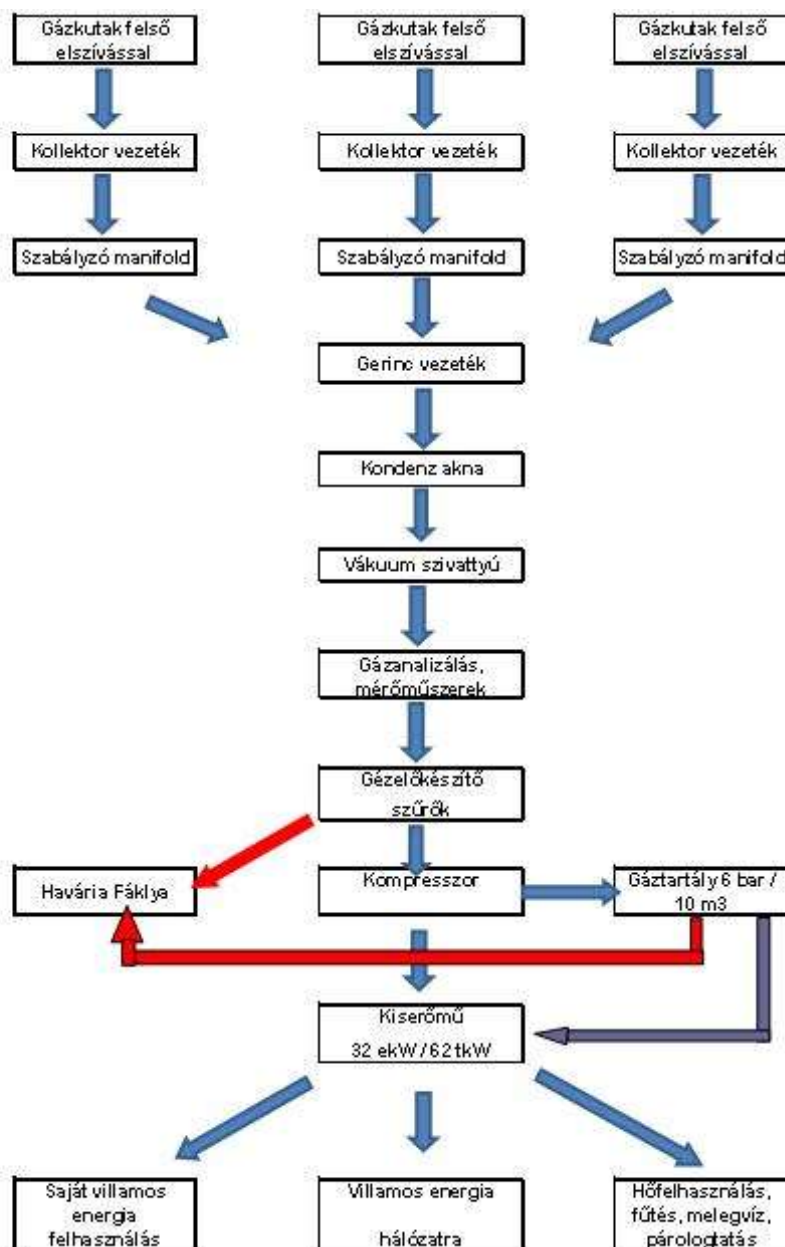 Gázkutak felső
elszívással
Gázkutak felső
elszívással
Gázkutak felső
elszívással
Kollektor vezeték
Kollektor vezeték
Kollektor vezeték
Szabályzó manifold
Szabályzó manifold
Szabályzó manifold
Gerinc vezeték
Kondenz akna
Vákuum szivattyú
Gázanalizálás,
mérőműszerek
Gézelőkészítő
szűrők
Havária Fáklya
Kompresszor
Gáztartály 6 bar /
10 m3
Kiserőmű
32 ekW / 62 tkW
Saját villamos
energia
felhasználás
Villamos energia
hálózatra
Hőfelhasználás,
fűtés, melegvíz,
párologtatás